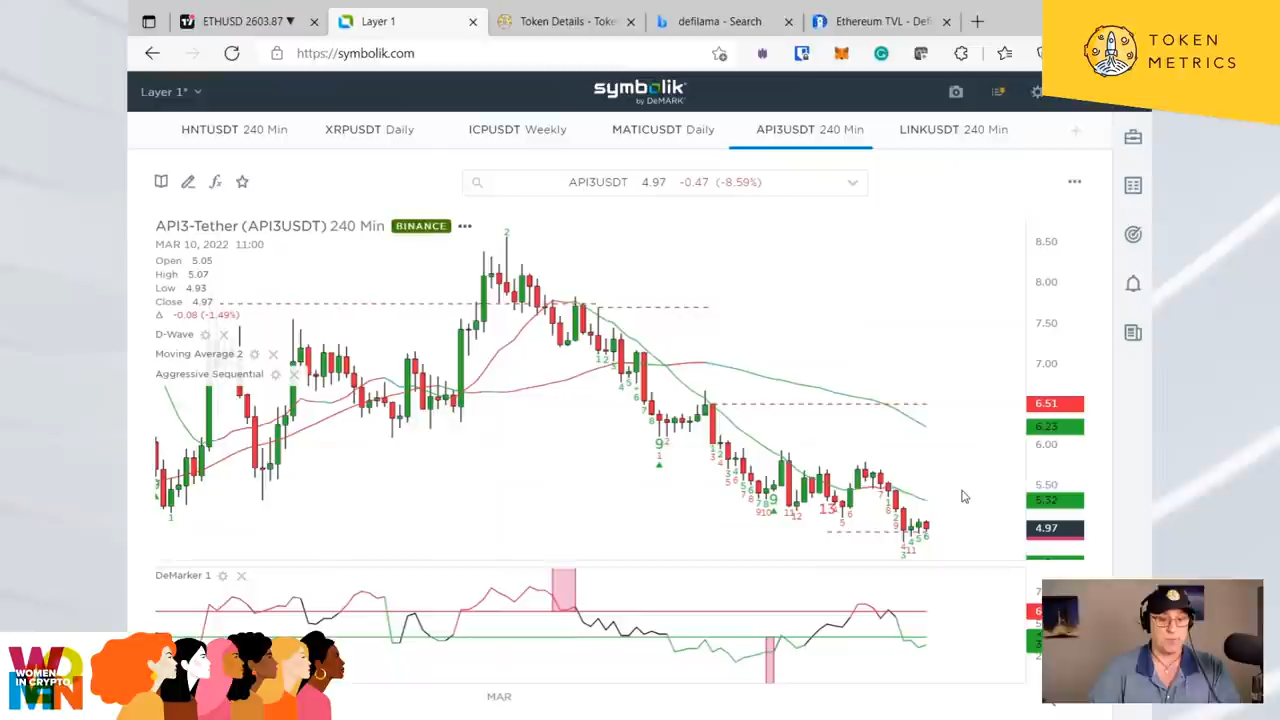 ETHUSD 2603.87 ▼
Layer 1
Token Details - Toke
defilama - Search
Ethereum TVL - Defi
https://symbolik.com
TOKEN
METRICS
Layer 1*
symbolik
by DeMARK
HNTUSDT 240 Min
XRPUSDT Daily
ICPUSDT Weekly
MATICUSDT Daily
API3USDT 240 Min
LINKUSDT 240 Min
API3USDT 4.97 -0.47 (-8.59%)
API3-Tether (API3USDT) 240 Min BINANCE
MAR 10, 2022 11:00
Open 5.05
High 5.07
Low 4.93
Close 4.97
Δ -0.08 (-1.49%)
D-Wave
Moving Average 2
Aggressive Sequential
8.50
8.00
7.50
7.00
6.51
6.23
6.00
5.50
5.32
4.97
DeMarker 1
MAR
WOMEN
IN CRYPTO